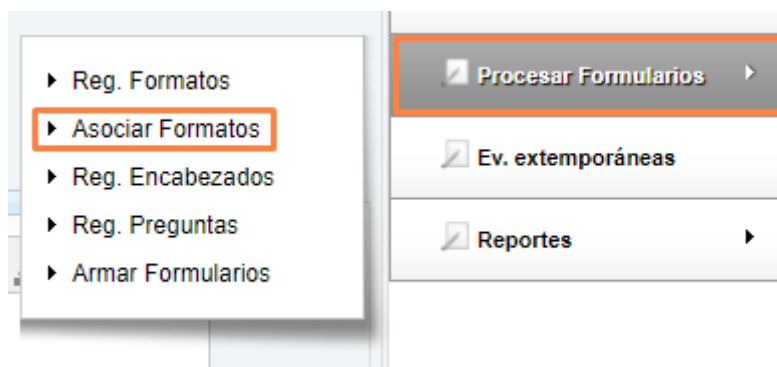 Reg. Formatos
Asociar Formatos
Reg. Encabezados
Reg. Preguntas
Armar Formularios
Procesar Formularios
Ev. extemporáneas
Reportes